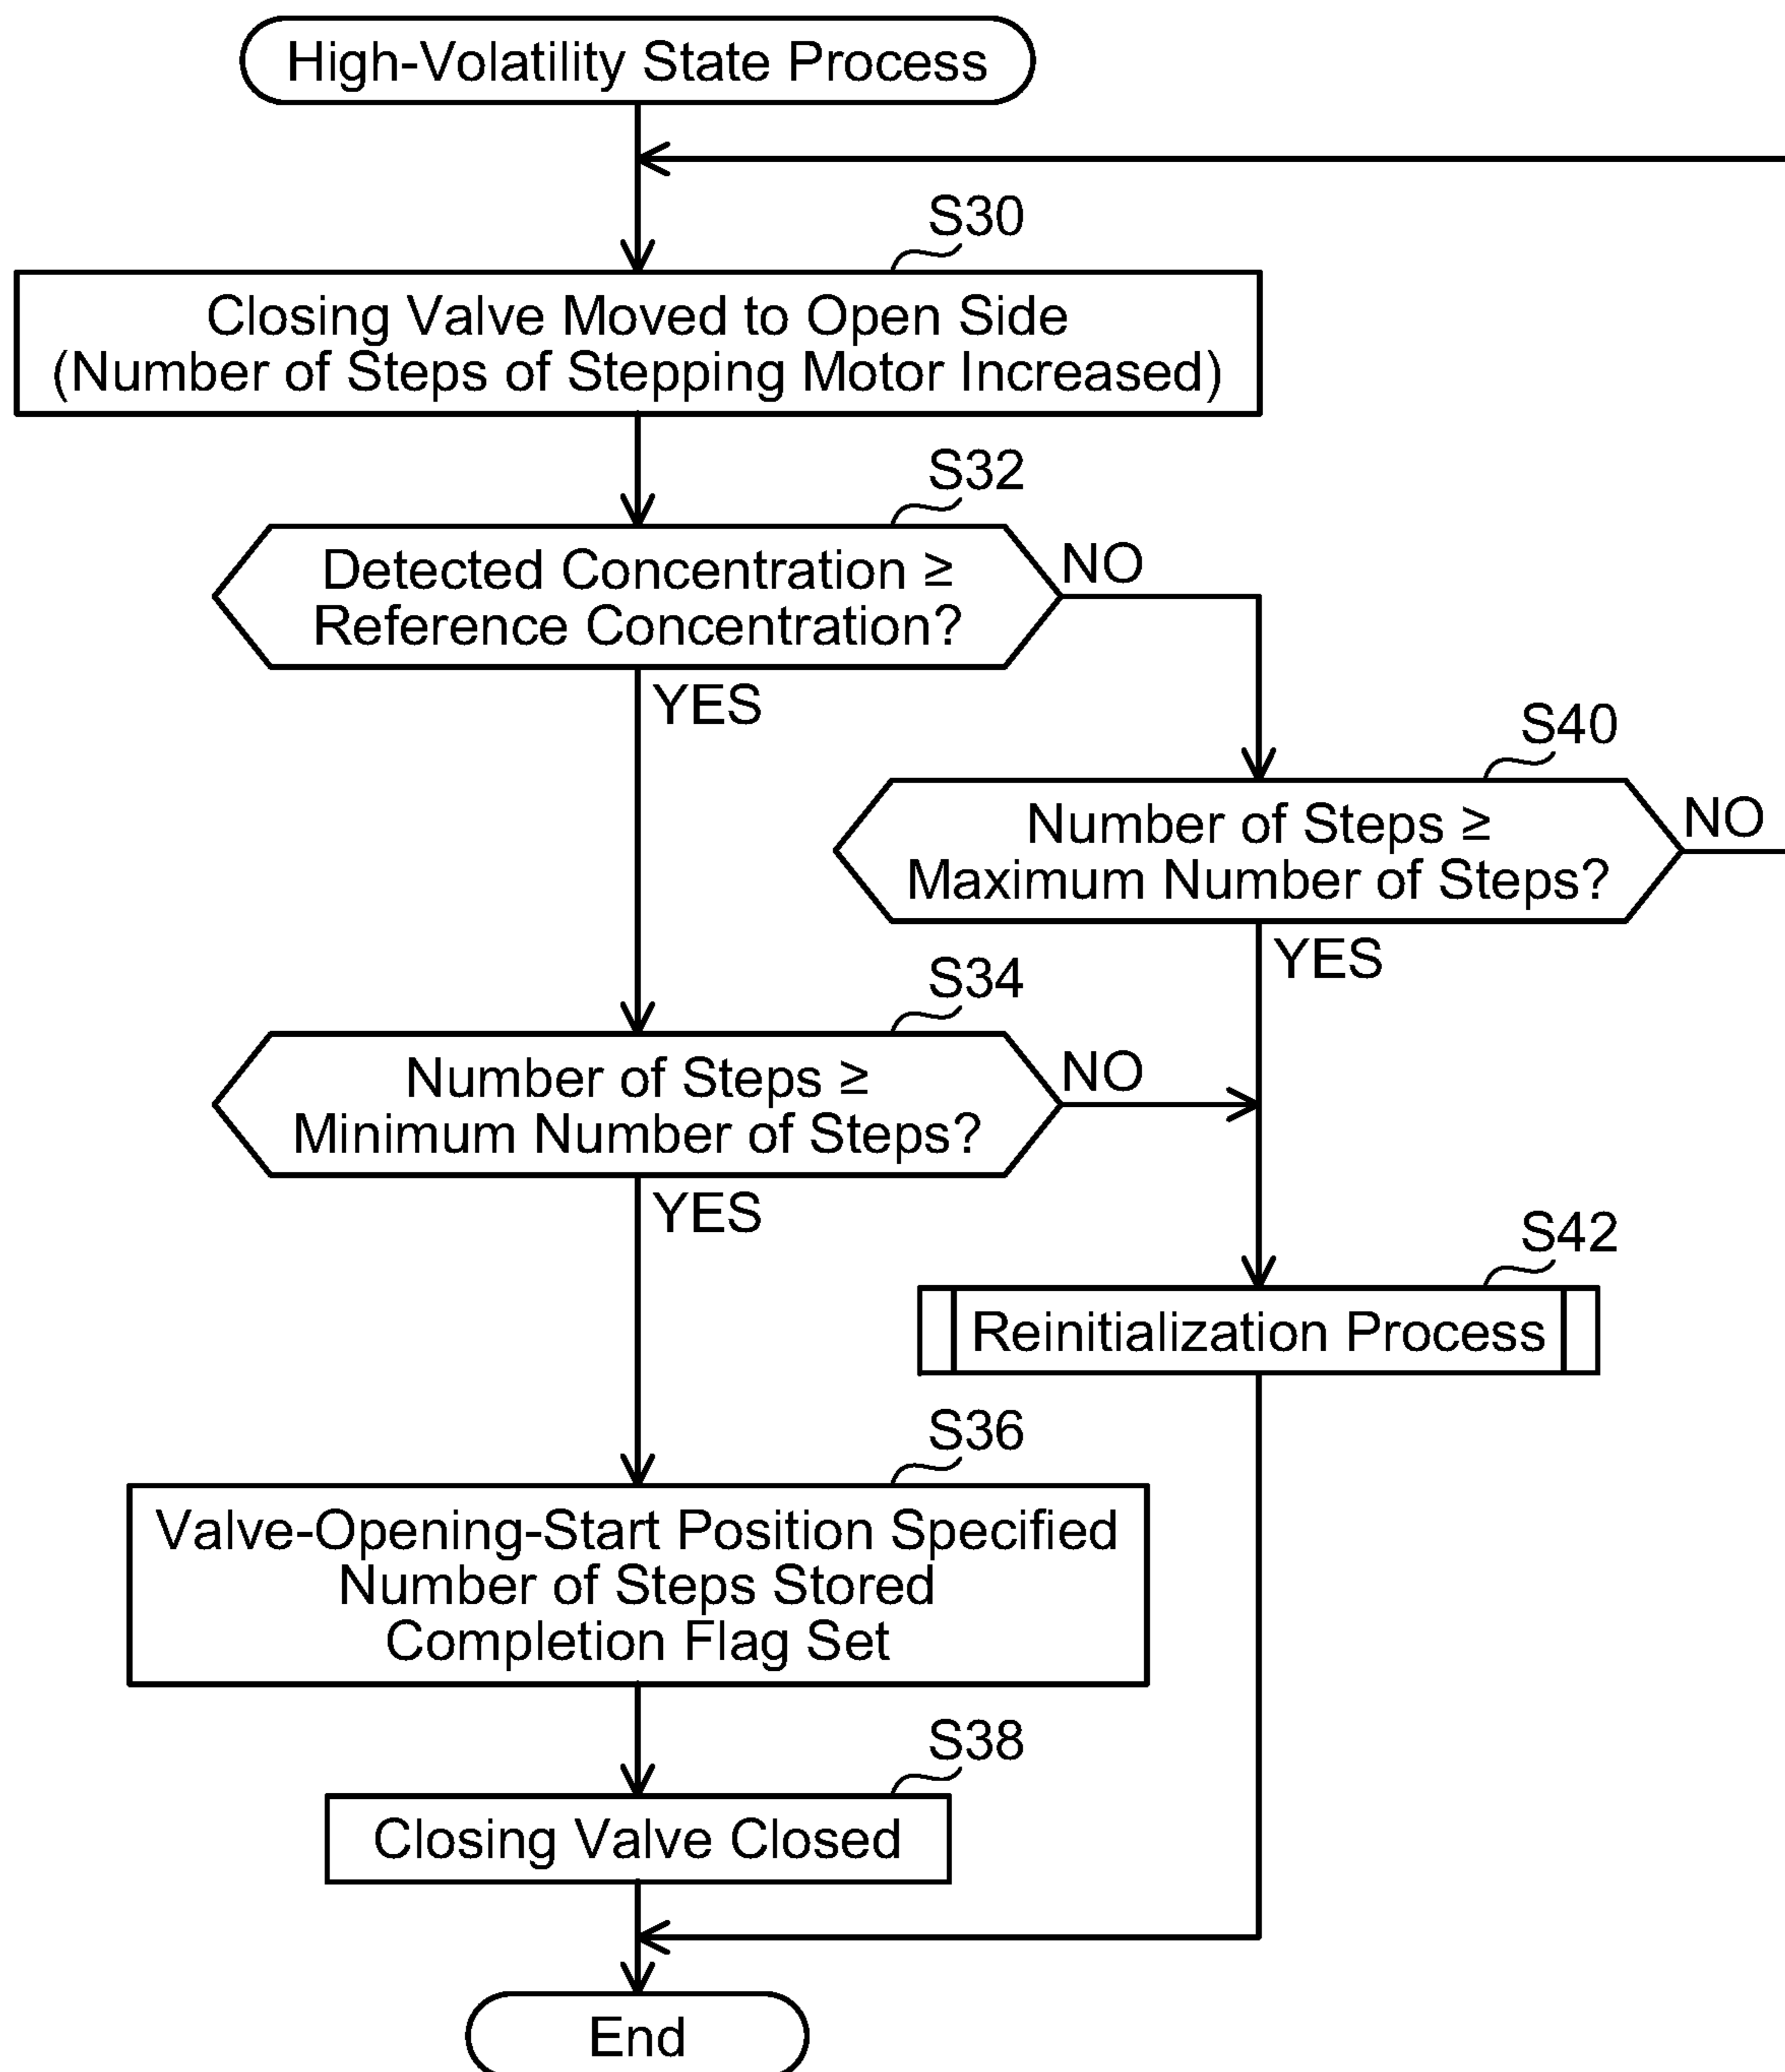 High-Volatility State Process
S30
Closing Valve Moved to Open Side
(Number of Steps of Stepping Motor Increased)
S32
Detected Concentration ≥
Reference Concentration?
NO
YES
S40
Number of Steps ≥
Maximum Number of Steps?
NO
YES
S34
Number of Steps ≥
Minimum Number of Steps?
NO
YES
S42
Reinitialization Process
S36
Valve-Opening-Start Position Specified
Number of Steps Stored
Completion Flag Set
S38
Closing Valve Closed
End